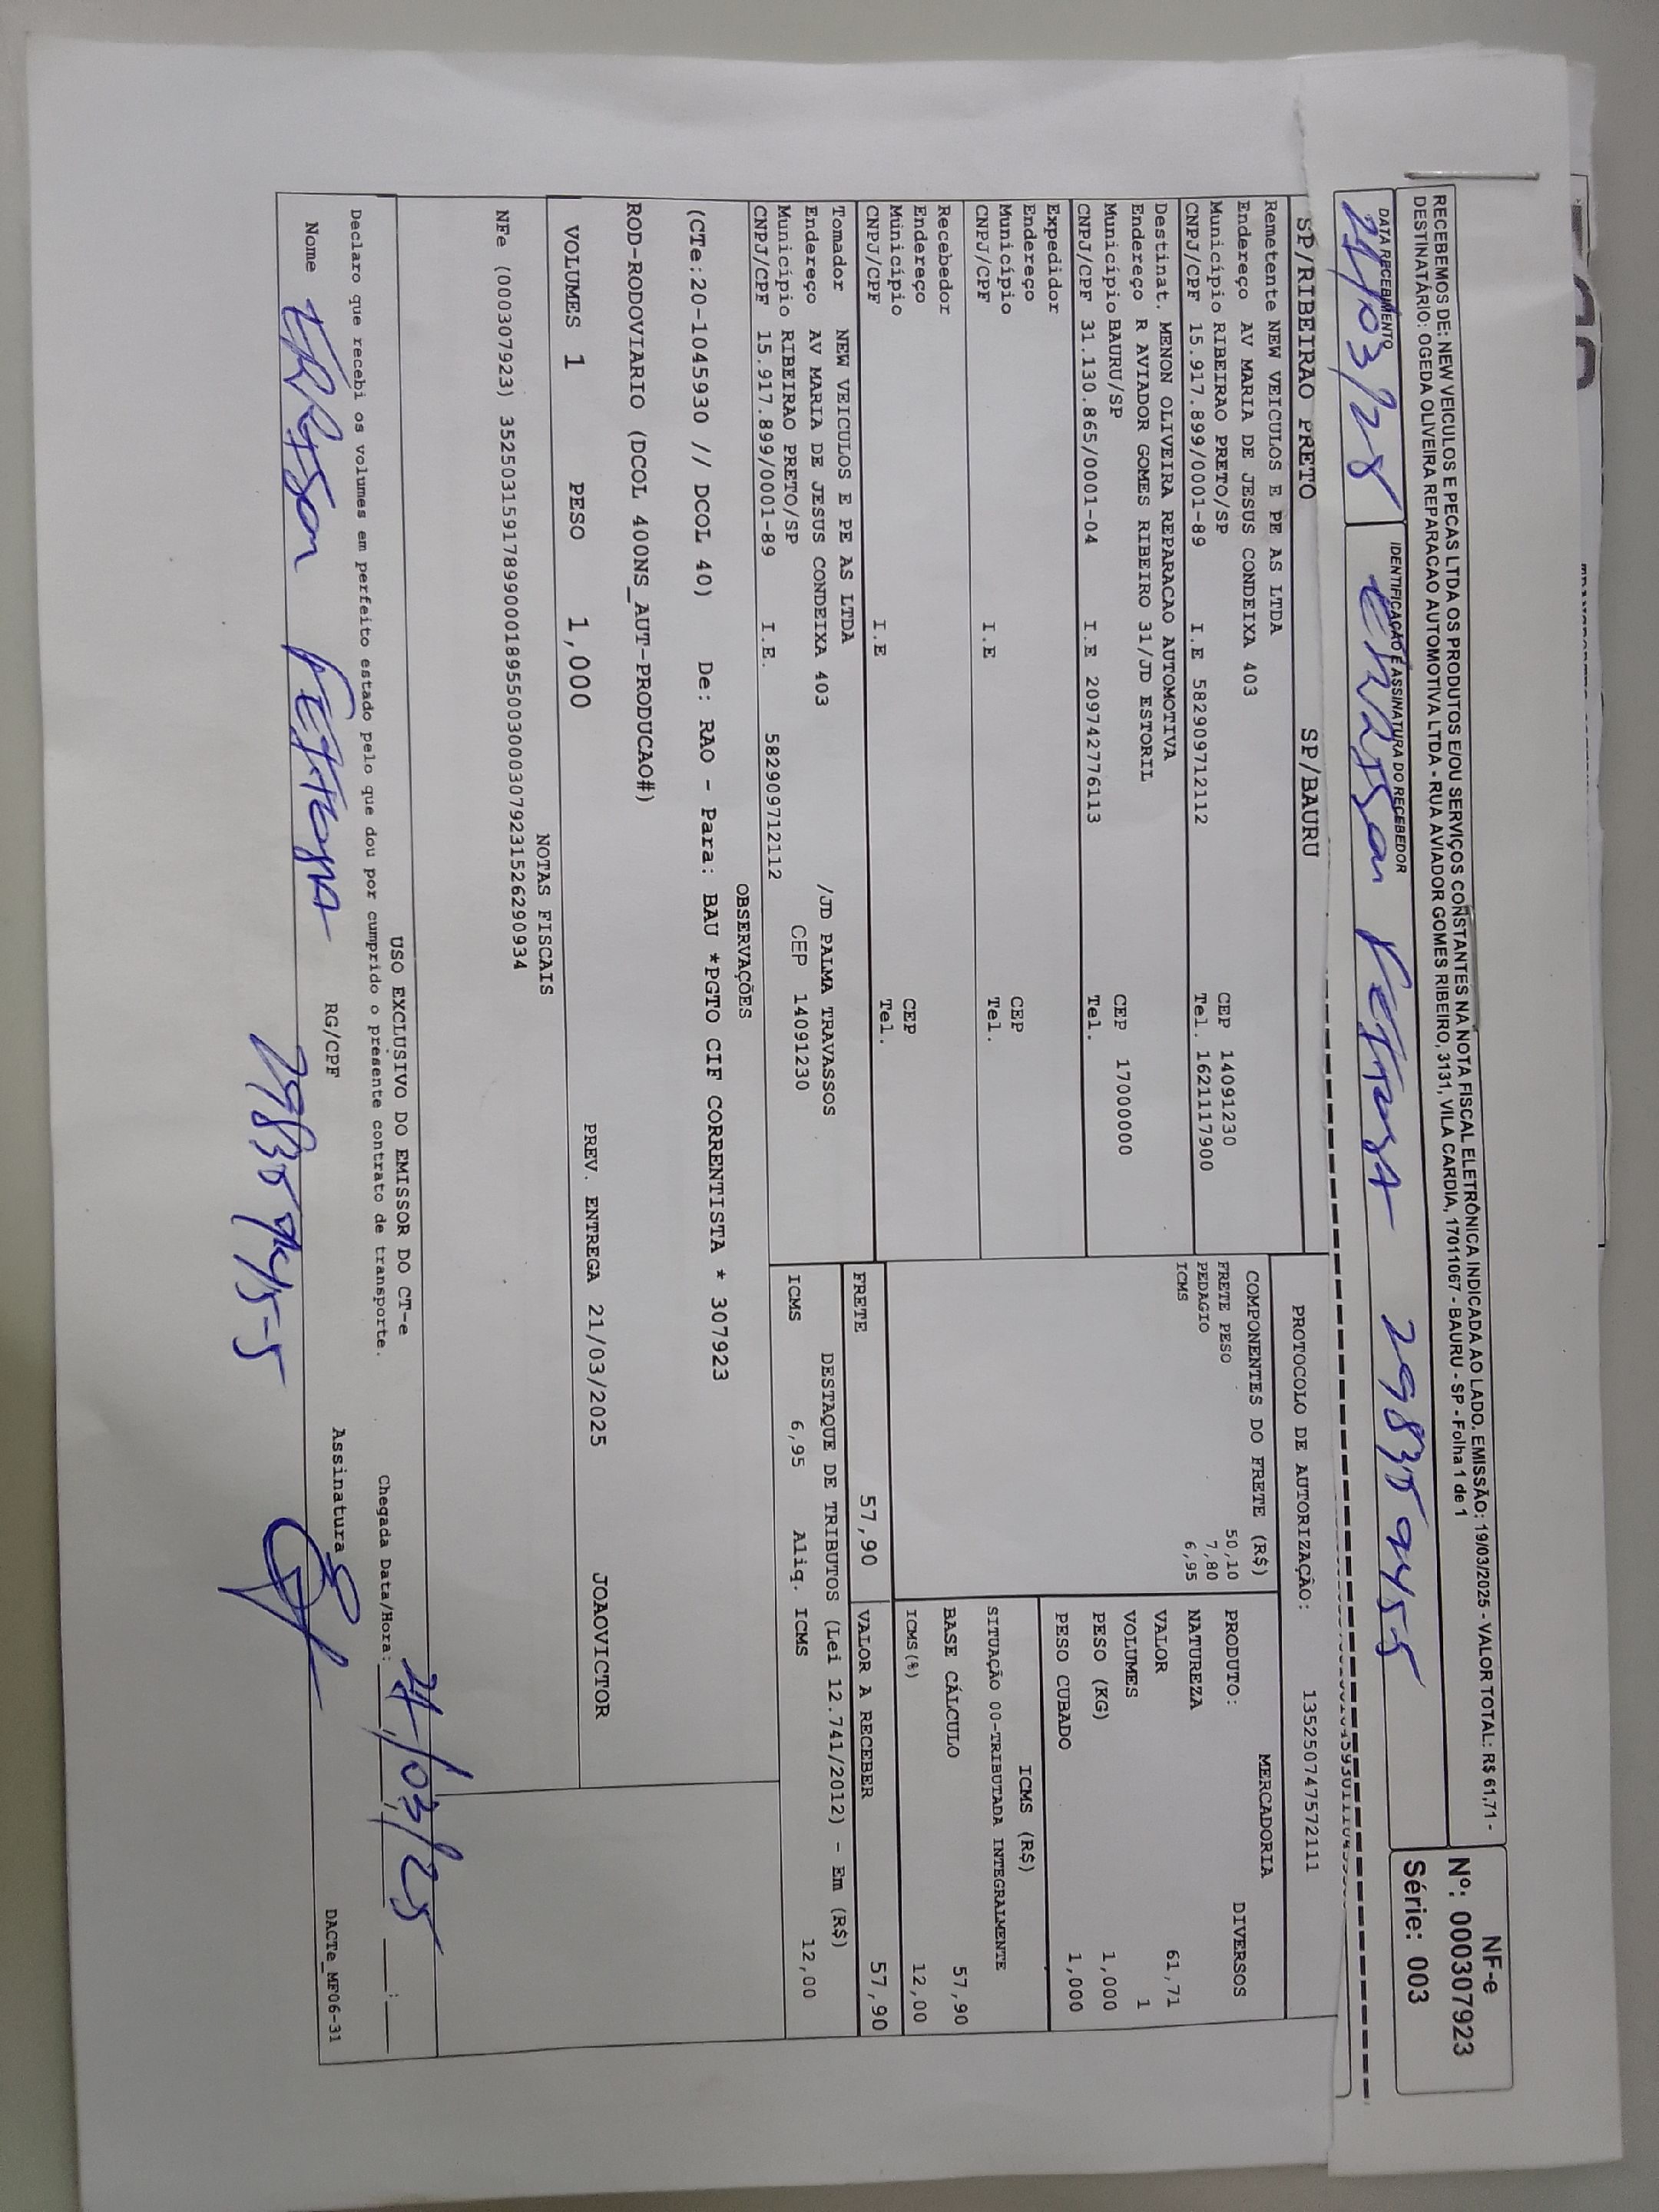 RECEBEMOS DE: NEW VEICULOS E PECAS LTDA OS PRODUTOS E/OU SERVIÇOS CONSTANTES NA NOTA FISCAL ELETRÔNICA INDICADA AO LADO. EMISSÃO: 19/03/2025 - VALOR TOTAL: R$ 61,71 -
DESTINATÁRIO: OGEDA OLIVEIRA REPARACAO AUTOMOTIVA LTDA - RUA AVIADOR GOMES RIBEIRO, 3131, VILA CARDIA, 17011067 - BAURU - SP - Folha 1 de 1
NF-e
Nº: 000307923
Série: 003
DATA RECEBIMENTO
IDENTIFICAÇÃO E ASSINATURA DO RECEBEDOR
21/03/25
SP/RIBEIRAO PRETO SP/BAURU
PROTOCOLO DE AUTORIZAÇÃO: 135250747572111
Remetente NEW VEICULOS E PE AS LTDA
Endereço AV MARIA DE JESUS CONDEIXA 403
Município RIBEIRAO PRETO/SP CEP 14091230
CNPJ/CPF 15.917.899/0001-89 I.E 582909712112 Tel. 1621117900
Destinat. MENON OLIVEIRA REPARACAO AUTOMOTIVA
Endereço R AVIADOR GOMES RIBEIRO 31/JD ESTORIL
Município BAURU/SP CEP 17000000
CNPJ/CPF 31.130.865/0001-04 I.E 209742776113 Tel.
Expedidor
Endereço
Município CEP
CNPJ/CPF I.E Tel.
Recebedor
Endereço
Município CEP
CNPJ/CPF I.E Tel.
COMPONENTES DO FRETE (R$)
FRETE PESO 50,10
PEDAGIO 7,80
ICMS 6,95
MERCADORIA
PRODUTO: DIVERSOS
NATUREZA
VALOR 61,71
VOLUMES 1
PESO (KG) 1,000
PESO CUBADO 1,000
ICMS (R$)
SITUAÇÃO 00-TRIBUTADA INTEGRALMENTE
BASE CÁLCULO 57,90
ICMS(%) 12,00
FRETE 57,90 VALOR A RECEBER 57,90
Tomador NEW VEICULOS E PE AS LTDA
Endereço AV MARIA DE JESUS CONDEIXA 403 /JD PALMA TRAVASSOS
Município RIBEIRAO PRETO/SP CEP 14091230
CNPJ/CPF 15.917.899/0001-89 I.E. 582909712112
DESTAQUE DE TRIBUTOS (Lei 12.741/2012) - Em (R$)
ICMS 6,95 Aliq. ICMS 12,00
OBSERVAÇÕES
(CTe:20-1045930 // DCOL 40) De: RAO - Para: BAU *PGTO CIF CORRENTISTA * 307923
ROD-RODOVIARIO (DCOL 400NS_AUT-PRODUCAO#)
VOLUMES 1 PESO 1,000 PREV. ENTREGA 21/03/2025 JOAOVICTOR
NOTAS FISCAIS
NFe (000307923) 35250315917899000189550030003079231526290934
USO EXCLUSIVO DO EMISSOR DO CT-e
Declaro que recebi os volumes em perfeito estado pelo que dou por cumprido o presente contrato de transporte.
Chegada Data/Hora: 21/03/25
Nome RG/CPF Assinatura
DACTe_MF06-31